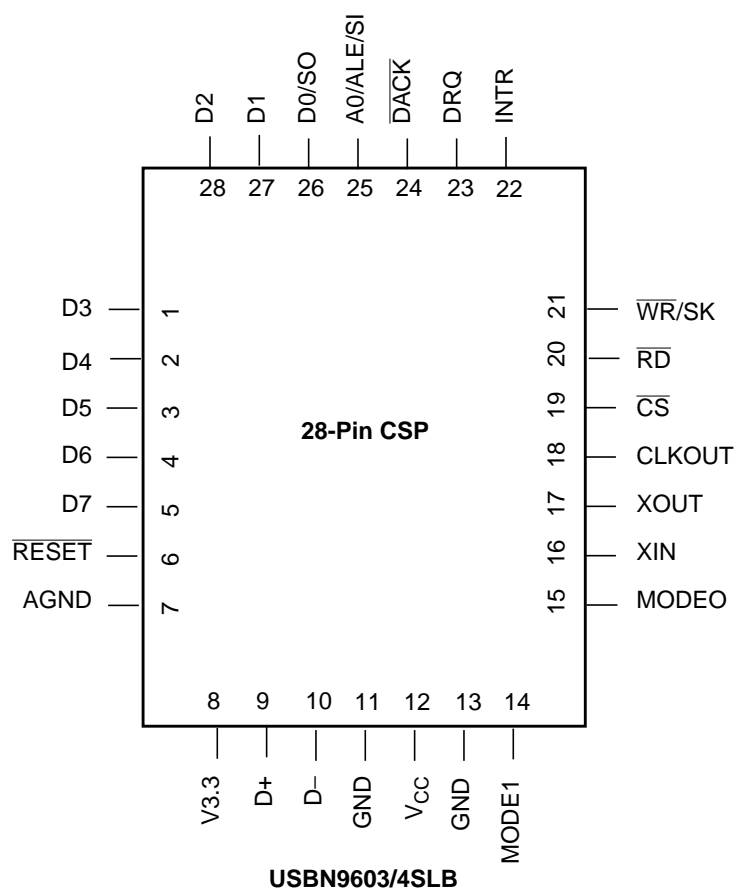 D2 D1 D0/SO A0/ALE/SI DACK DRQ INTR
28 27 26 25 24 23 22
D3 1 21 WR/SK
D4 2 20 RD
D5 3 19 CS
28-Pin CSP
D6 4 18 CLKOUT
D7 5 17 XOUT
RESET 6 16 XIN
AGND 7 15 MODEO
8 9 10 11 12 13 14
V3.3 D+ D– GND VCC GND MODE1
USBN9603/4SLB